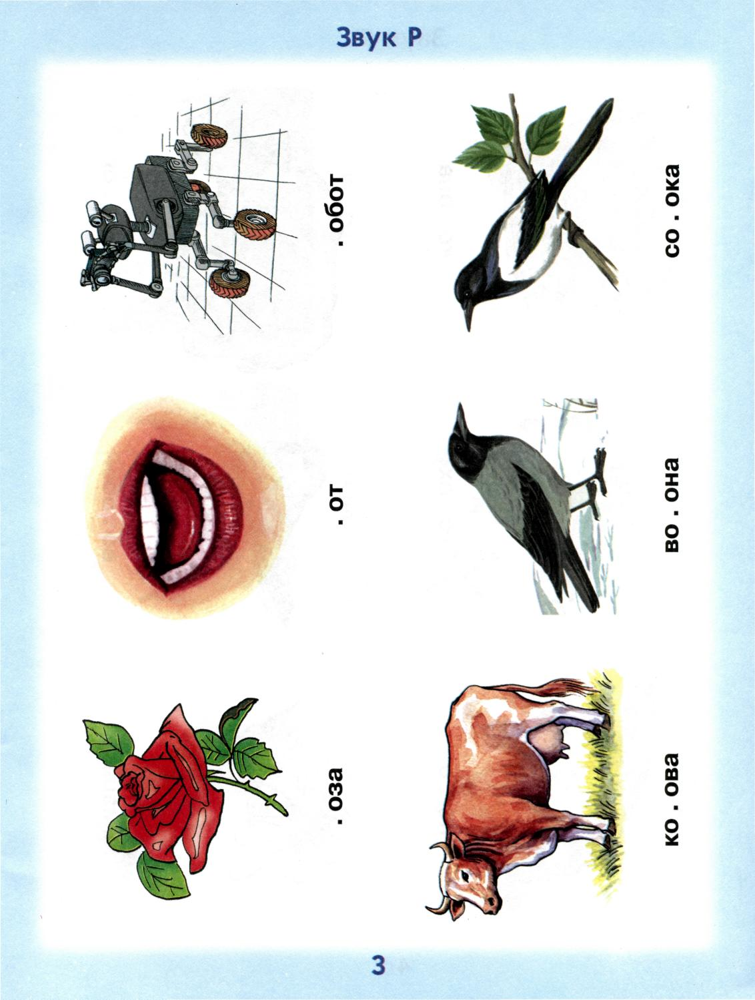 Звук Р
. оза
. от
. обот
ко . ова
во . она
со . ока
3